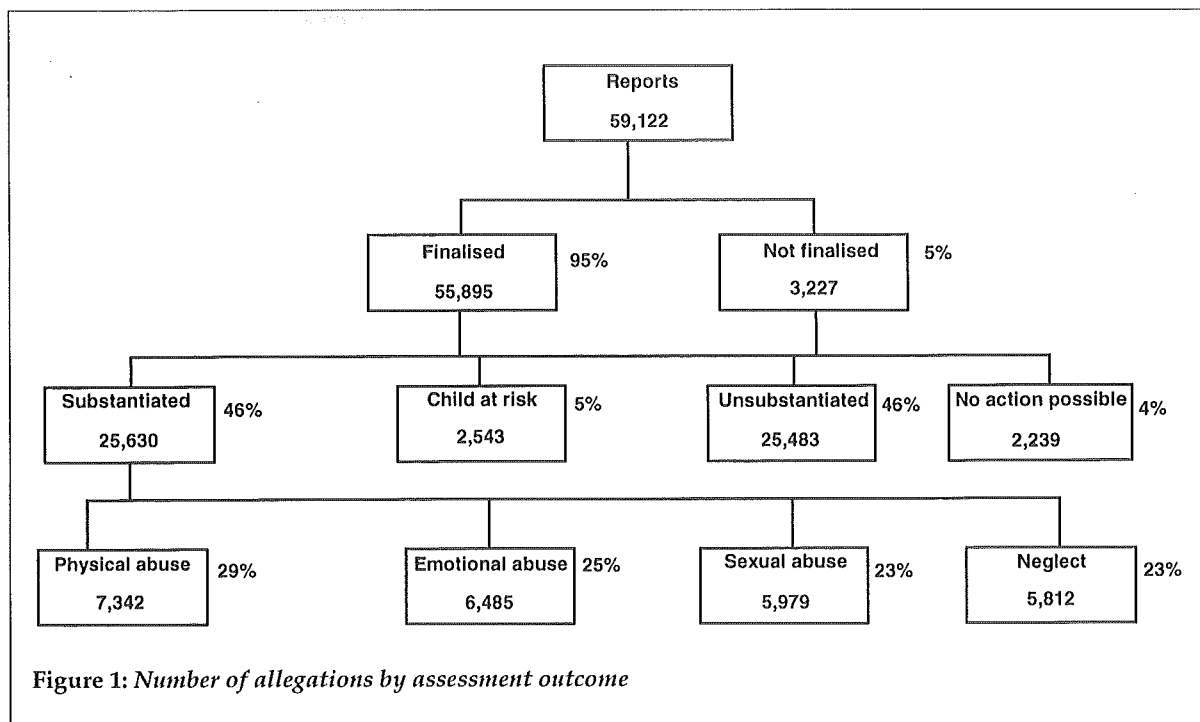 Reports
59,122
Finalised
55,895
95%
Not finalised
3,227
5%
Substantiated
25,630
46%
Child at risk
2,543
5%
Unsubstantiated
25,483
46%
No action possible
2,239
4%
Physical abuse
7,342
29%
Emotional abuse
6,485
25%
Sexual abuse
5,979
23%
Neglect
5,812
23%
Figure 1: Number of allegations by assessment outcome